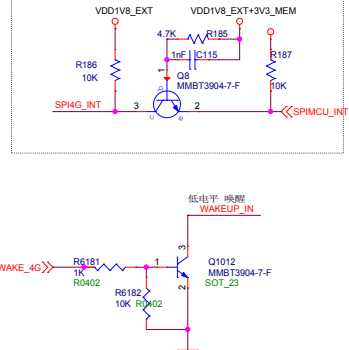 VDD1V8_EXT
VDD1V8_EXT+3V3_MEM
4.7K
R185
1nF
C115
R186
10K
R187
10K
1
b
Q8
MMBT3904-7-F
SPI4G_INT
3
2
SPIMCU_INT
c
e
低电平 唤醒
WAKEUP_IN
3
WAKE_4G
R6181
1K
R0402
1
Q1012
MMBT3904-7-F
SOT_23
2
R6182
10K
R0402